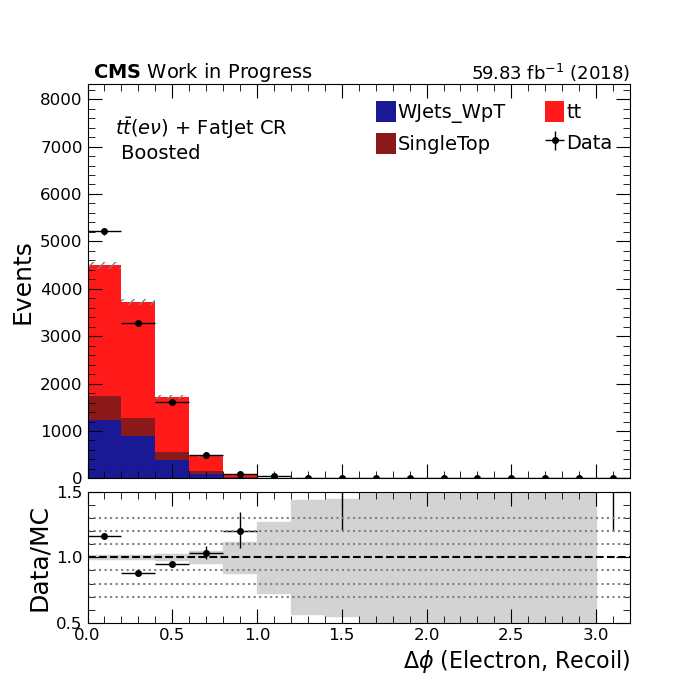 CMS Work in Progress 59.83 fb⁻¹ (2018)
8000
7000
6000
5000
4000
3000
2000
1000
0
Events
tt̄(eν) + FatJet CR
Boosted
WJets_WpT tt
SingleTop Data
1.5
1.0
0.5
Data/MC
0.0 0.5 1.0 1.5 2.0 2.5 3.0
Δϕ (Electron, Recoil)